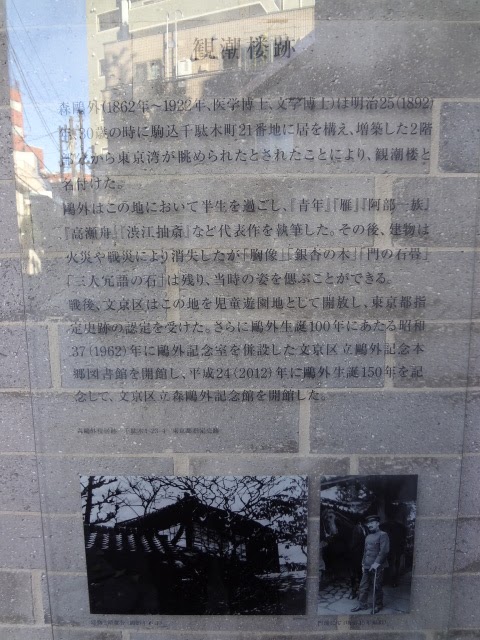 観潮楼跡
森鷗外(1862年〜1922年、医学博士、文学博士)は明治25(1892)
年、30歳の時に駒込千駄木町21番地に居を構え、増築した2階
から東京湾が眺められたとされたことにより、観潮楼と
名付けた。
鷗外はこの地において半生を過ごし、『青年』『雁』『阿部一族』
『高瀬舟』『渋江抽斎』など代表作を執筆した。その後、建物は
火災や戦災により消失したが「胸像」「銀杏の木」「門の石畳」
「三人冗語の石」は残り、当時の姿を偲ぶことができる。
戦後、文京区はこの地を児童遊園地として開放し、東京都指
定史跡の認定を受けた。さらに鷗外生誕100年にあたる昭和
37(1962)年に鷗外記念室を併設した文京区立鷗外記念本
郷図書館を開館し、平成24(2012)年に鷗外生誕150年を記
念して、文京区立森鷗外記念館を開館した。